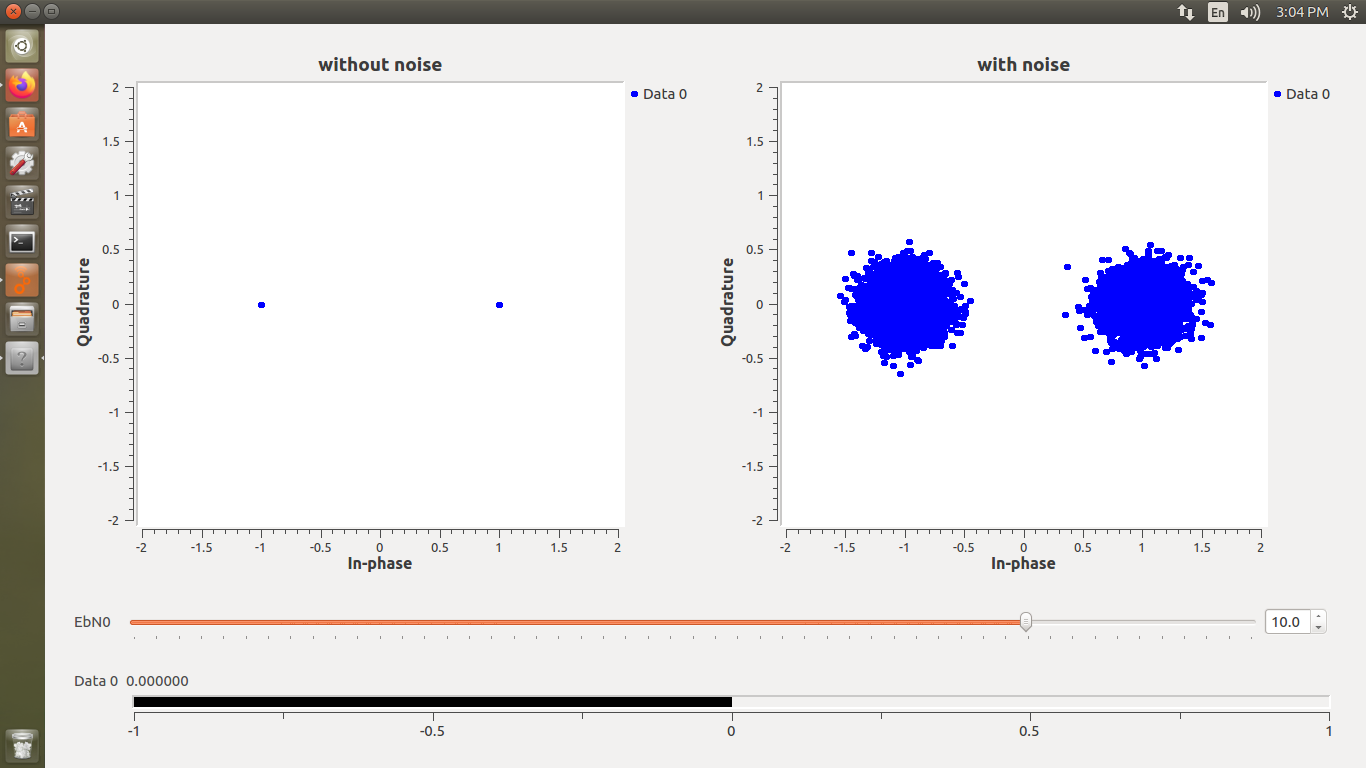 En 3:04 PM
without noise
Data 0
2
1.5
1
0.5
0
-0.5
-1
-1.5
-2
Quadrature
-2 -1.5 -1 -0.5 0 0.5 1 1.5 2
In-phase
with noise
Data 0
2
1.5
1
0.5
0
-0.5
-1
-1.5
-2
Quadrature
-2 -1.5 -1 -0.5 0 0.5 1 1.5 2
In-phase
EbN0 10.0
Data 0 0.000000
-1 -0.5 0 0.5 1